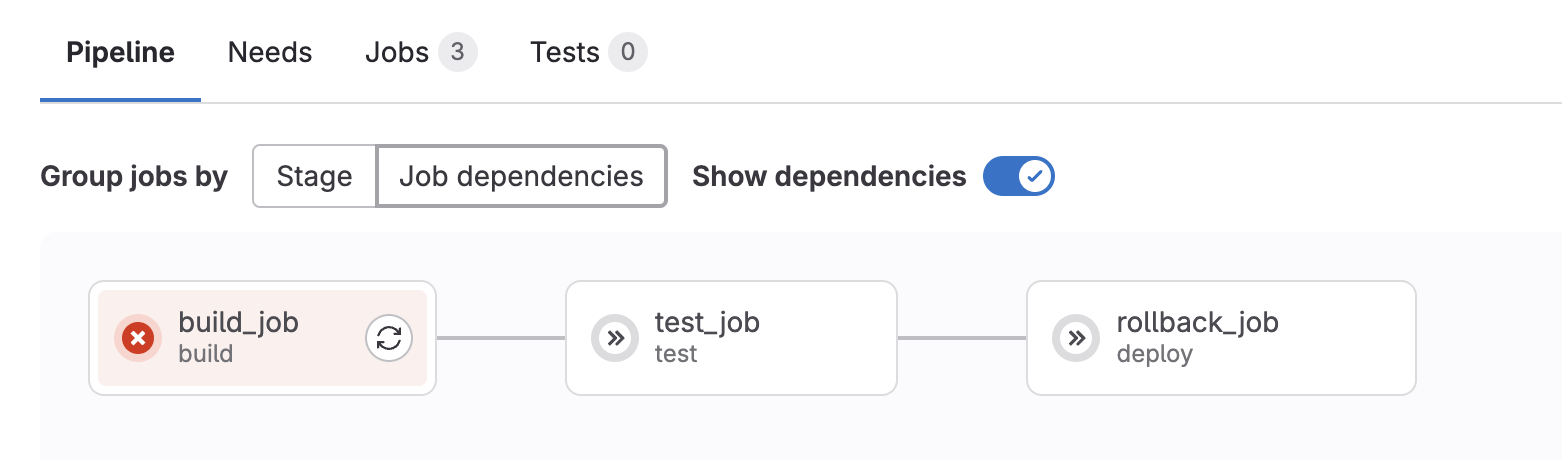 Pipeline Needs Jobs 3 Tests 0
Group jobs by Stage Job dependencies Show dependencies
build_job
build
test_job
test
rollback_job
deploy